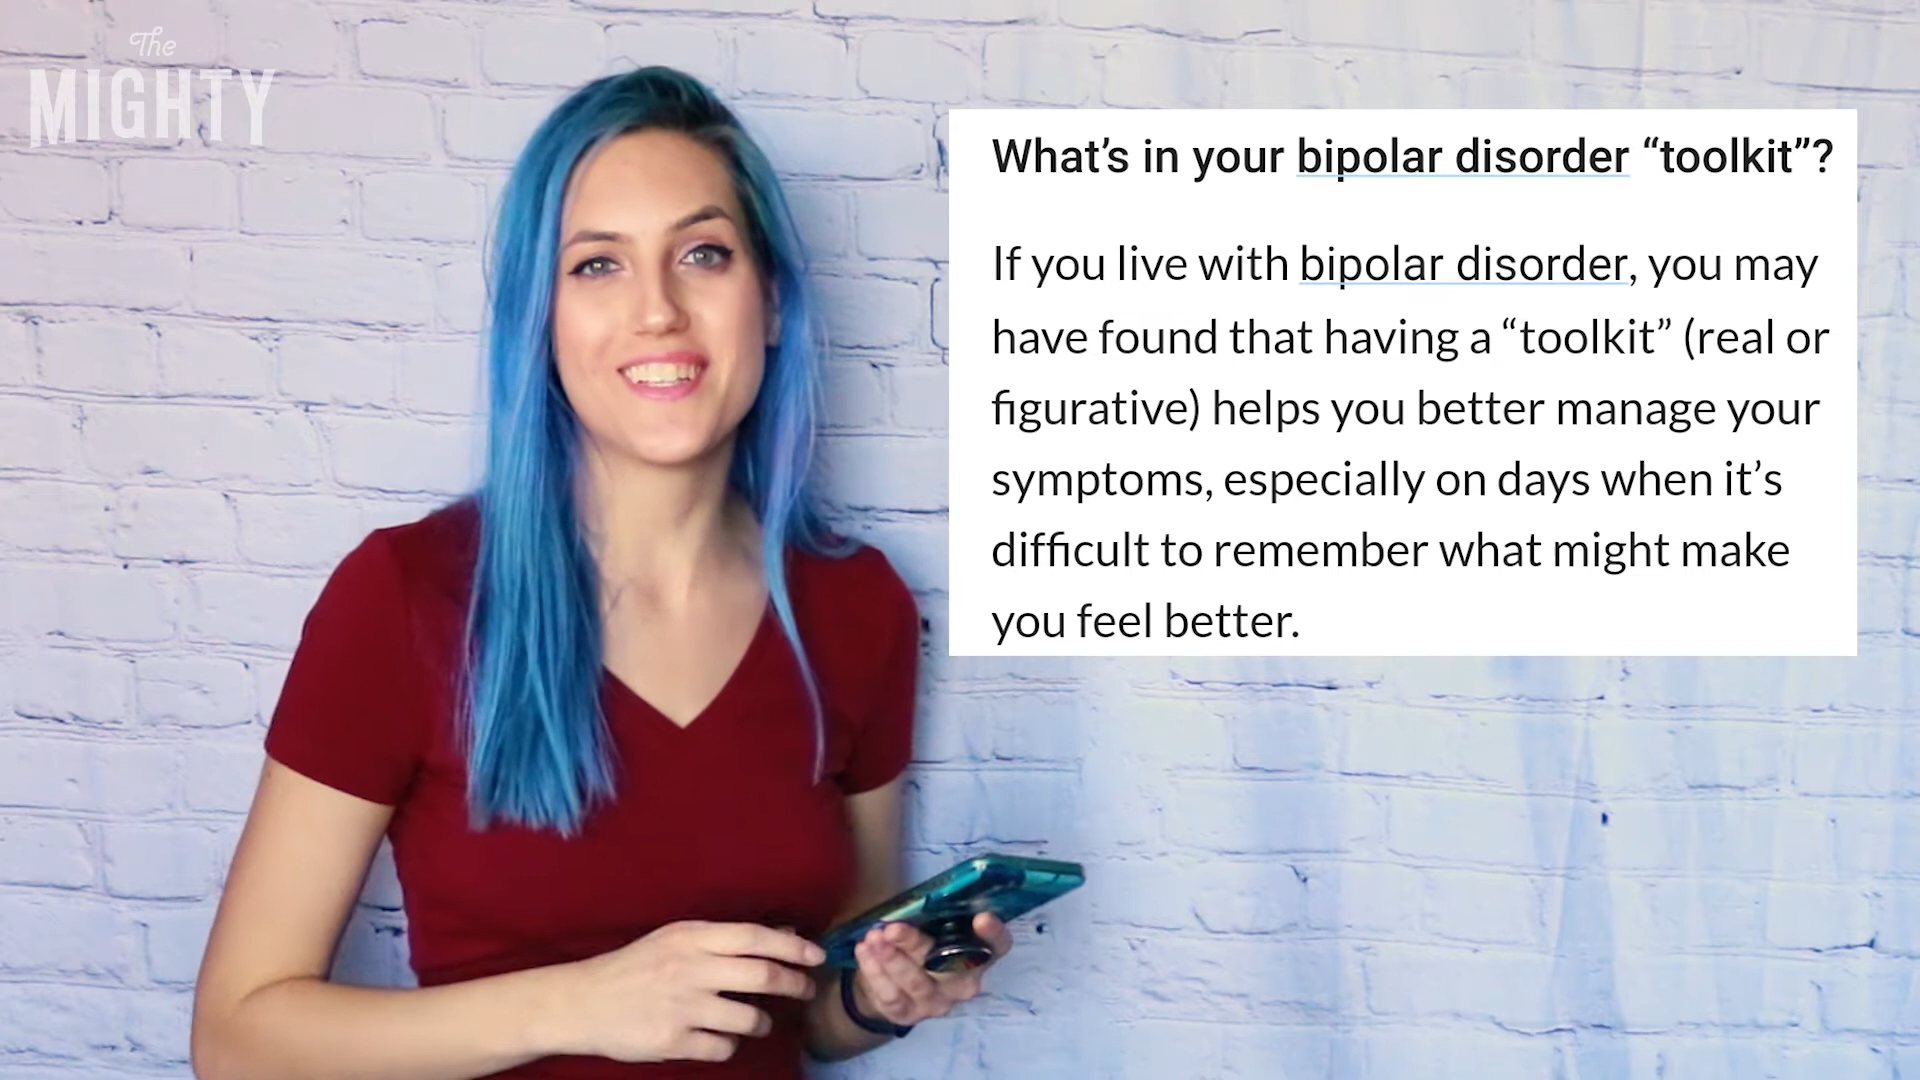 The
MIGHTY
What’s in your bipolar disorder “toolkit”?
If you live with bipolar disorder, you may
have found that having a “toolkit” (real or
figurative) helps you better manage your
symptoms, especially on days when it’s
difficult to remember what might make
you feel better.